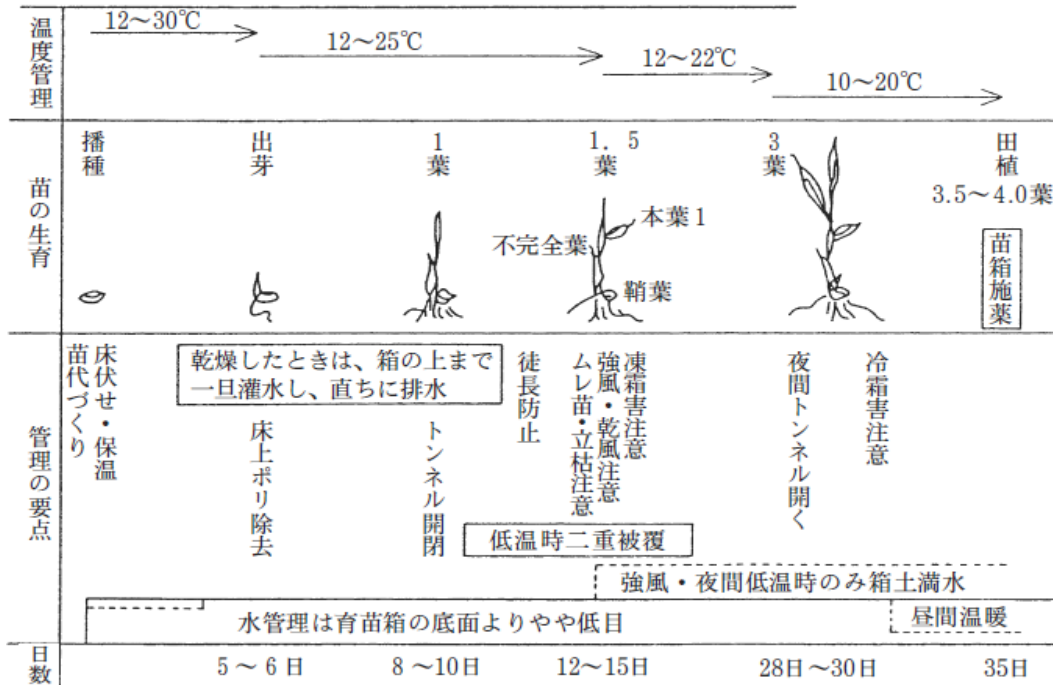 温度管理
12～30℃
12～25℃
12～22℃
10～20℃
苗の生育
播種
出芽
1葉
1．5葉
3葉
田植
3.5～4.0葉
本葉1
不完全葉
鞘葉
苗箱施薬
管理の要点
床伏せ・保温
苗代づくり
乾燥したときは、箱の上まで
一旦灌水し、直ちに排水
床上ポリ除去
トンネル開閉
徒長防止
凍霜害注意
強風・乾風注意
ムレ苗・立枯注意
夜間トンネル開く
冷霜害注意
低温時二重被覆
強風・夜間低温時のみ箱土満水
水管理は育苗箱の底面よりやや低目
昼間温暖
日数
5～6日
8～10日
12～15日
28日～30日
35日